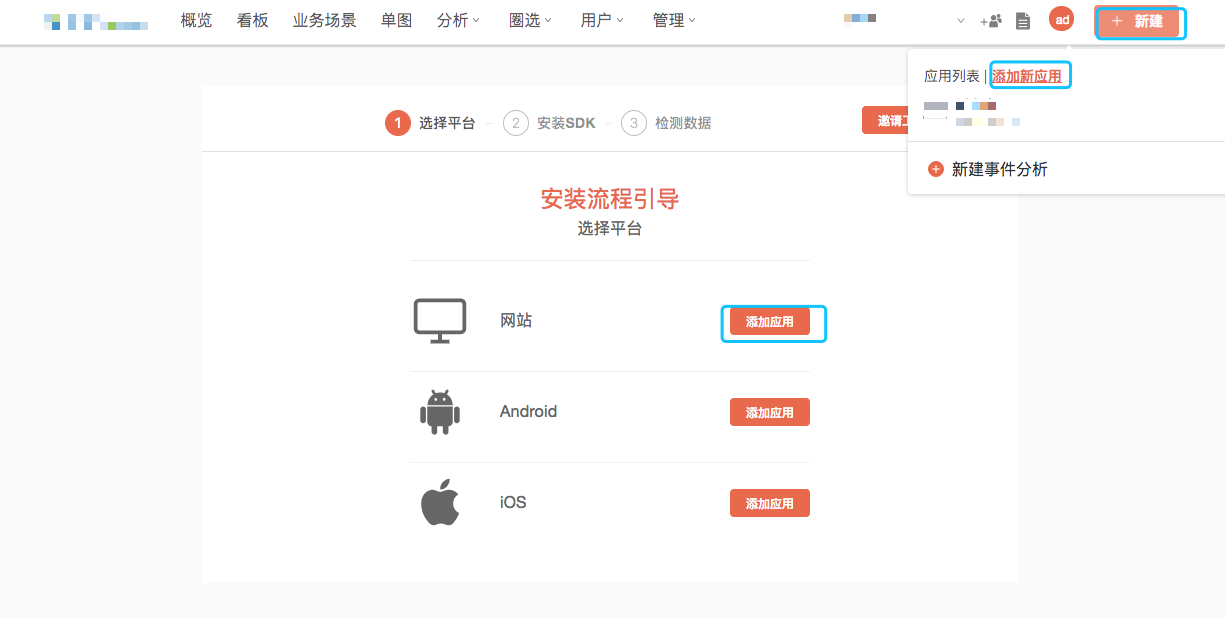 概览 看板 业务场景 单图 分析 圈选 用户 管理 ad + 新建
应用列表 | 添加新应用
1 选择平台 2 安装SDK 3 检测数据 邀请
新建事件分析
安装流程引导
选择平台
网站 添加应用
Android 添加应用
iOS 添加应用